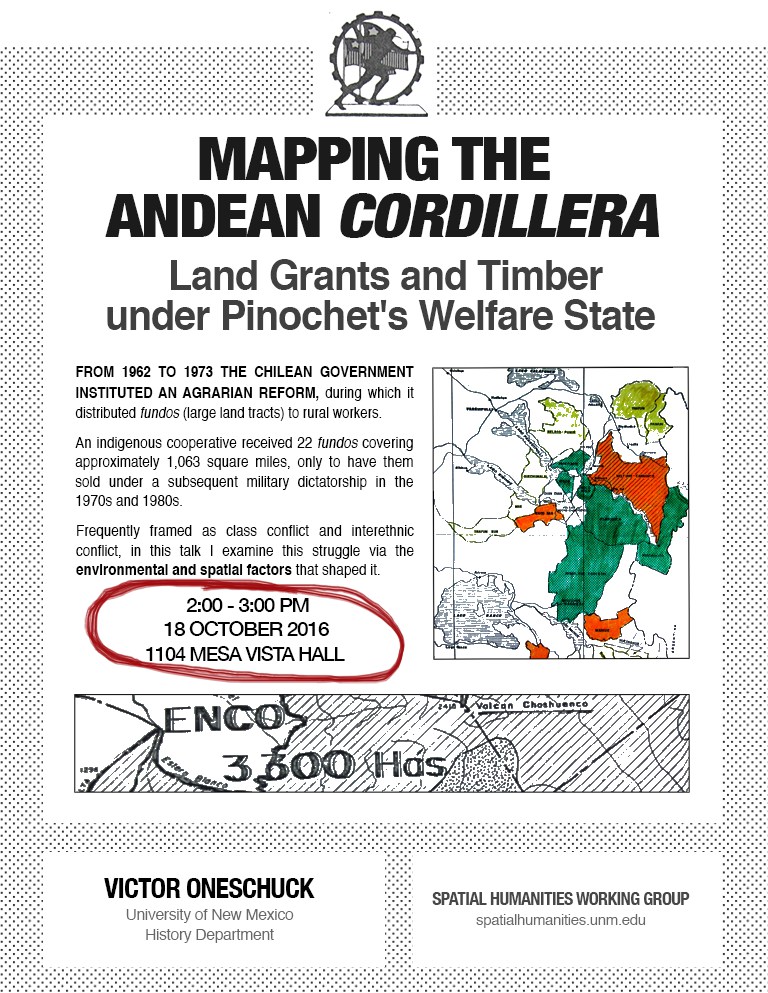 MAPPING THE
ANDEAN CORDILLERA
Land Grants and Timber
under Pinochet's Welfare State
FROM 1962 TO 1973 THE CHILEAN GOVERNMENT
INSTITUTED AN AGRARIAN REFORM, during which it
distributed fundos (large land tracts) to rural workers.
An indigenous cooperative received 22 fundos covering
approximately 1,063 square miles, only to have them
sold under a subsequent military dictatorship in the
1970s and 1980s.
Frequently framed as class conflict and interethnic
conflict, in this talk I examine this struggle via the
environmental and spatial factors that shaped it.
2:00 - 3:00 PM
18 OCTOBER 2016
1104 MESA VISTA HALL
ENCO
3300 Has
Estero Blanco
1296
2415
Volcan Choshuenco
VICTOR ONESCHUCK
University of New Mexico
History Department
SPATIAL HUMANITIES WORKING GROUP
spatialhumanities.unm.edu